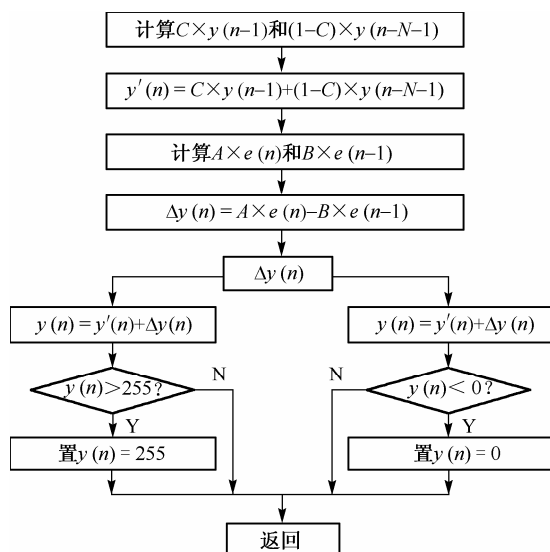 计算C×y(n–1)和(1–C)×y(n–N–1)
y′(n)=C×y(n–1)+(1–C)×y(n–N–1)
计算A×e(n)和B×e(n–1)
Δy(n)=A×e(n)–B×e(n–1)
Δy(n)
y(n)=y′(n)+Δy(n)
y(n)=y′(n)+Δy(n)
y(n)>255?
N
N
y(n)<0?
Y
Y
置y(n)=255
置y(n)=0
返回